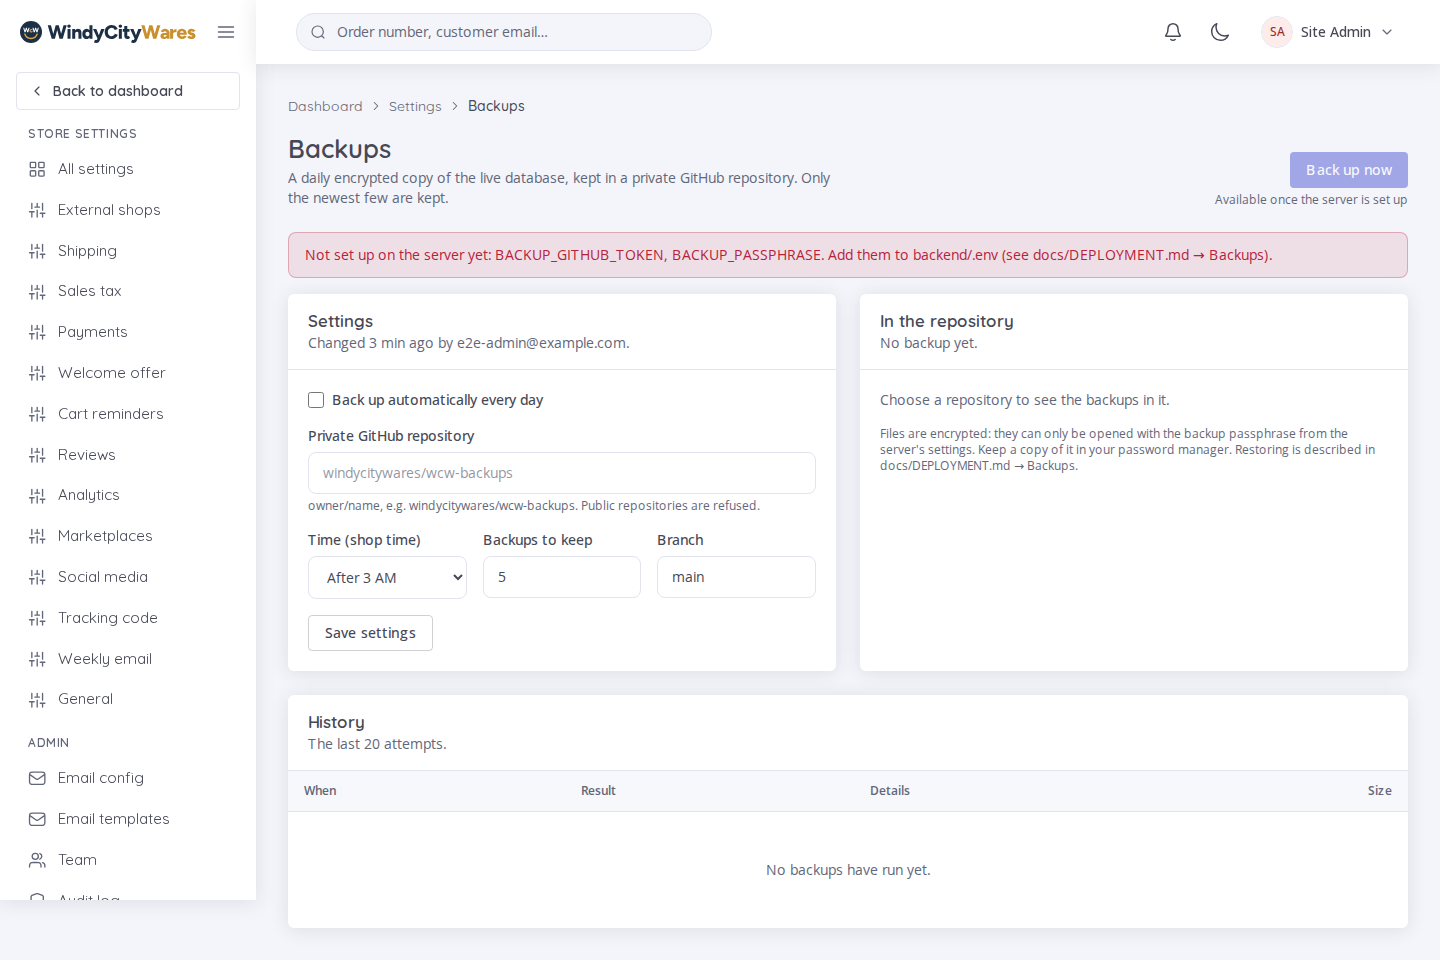 WindyCityWares
Order number, customer email...
SA
Site Admin
Back to dashboard
STORE SETTINGS
All settings
External shops
Shipping
Sales tax
Payments
Welcome offer
Cart reminders
Reviews
Analytics
Marketplaces
Social media
Tracking code
Weekly email
General
ADMIN
Email config
Email templates
Team
Audit log
Dashboard > Settings > Backups
Backups
A daily encrypted copy of the live database, kept in a private GitHub repository. Only
the newest few are kept.
Back up now
Available once the server is set up
Not set up on the server yet: BACKUP_GITHUB_TOKEN, BACKUP_PASSPHRASE. Add them to backend/.env (see docs/DEPLOYMENT.md → Backups).
Settings
Changed 3 min ago by e2e-admin@example.com.
Back up automatically every day
Private GitHub repository
windycitywares/wcw-backups
owner/name, e.g. windycitywares/wcw-backups. Public repositories are refused.
Time (shop time)
Backups to keep
Branch
After 3 AM
5
main
Save settings
In the repository
No backup yet.
Choose a repository to see the backups in it.
Files are encrypted: they can only be opened with the backup passphrase from the
server's settings. Keep a copy of it in your password manager. Restoring is described in
docs/DEPLOYMENT.md → Backups.
History
The last 20 attempts.
When
Result
Details
Size
No backups have run yet.